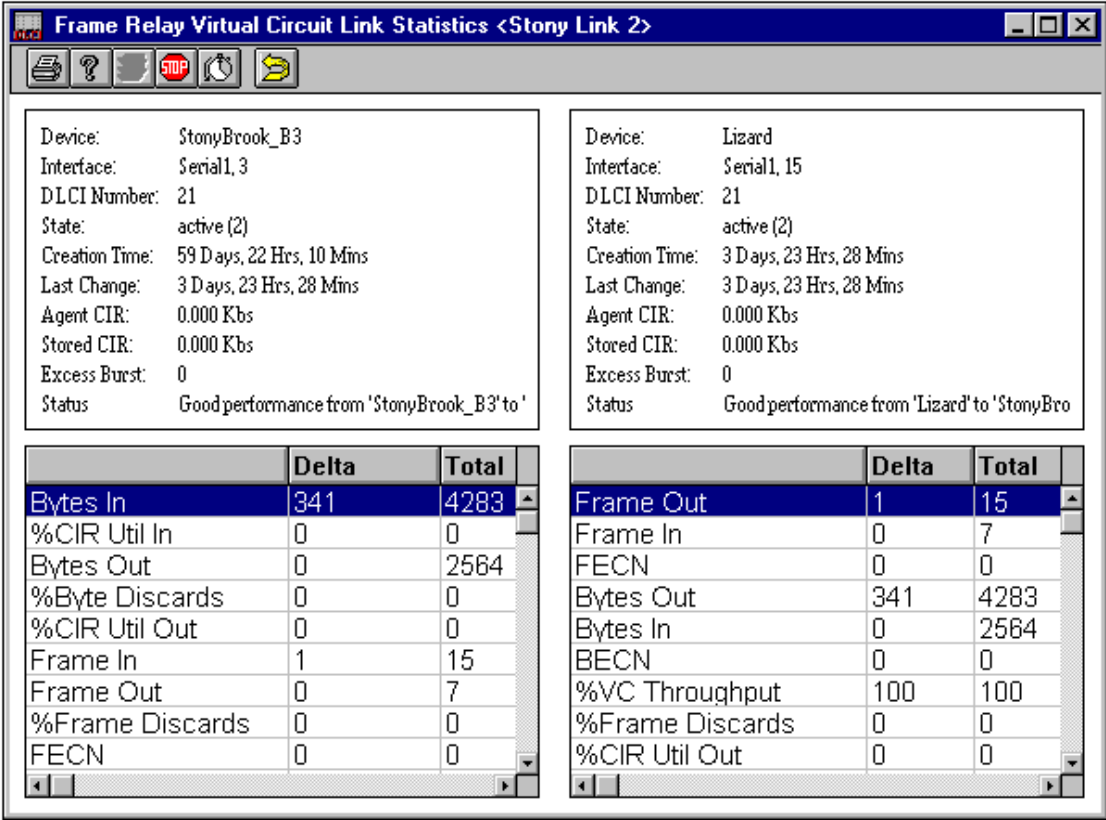 Frame Relay Virtual Circuit Link Statistics <Stony Link 2>
STOP
Device: StonyBrook_B3
Interface: Serial1, 3
DLCI Number: 21
State: active (2)
Creation Time: 59 Days, 22 Hrs, 10 Mins
Last Change: 3 Days, 23 Hrs, 28 Mins
Agent CIR: 0.000 Kbs
Stored CIR: 0.000 Kbs
Excess Burst: 0
Status Good performance from 'StonyBrook_B3' to '
Device: Lizard
Interface: Serial1, 15
DLCI Number: 21
State: active (2)
Creation Time: 3 Days, 23 Hrs, 28 Mins
Last Change: 3 Days, 23 Hrs, 28 Mins
Agent CIR: 0.000 Kbs
Stored CIR: 0.000 Kbs
Excess Burst: 0
Status Good performance from 'Lizard' to 'StonyBro
Delta Total
Bytes In 341 4283
%CIR Util In 0 0
Bytes Out 0 2564
%Byte Discards 0 0
%CIR Util Out 0 0
Frame In 1 15
Frame Out 0 7
%Frame Discards 0 0
FECN 0 0
Delta Total
Frame Out 1 15
Frame In 0 7
FECN 0 0
Bytes Out 341 4283
Bytes In 0 2564
BECN 0 0
%VC Throughput 100 100
%Frame Discards 0 0
%CIR Util Out 0 0